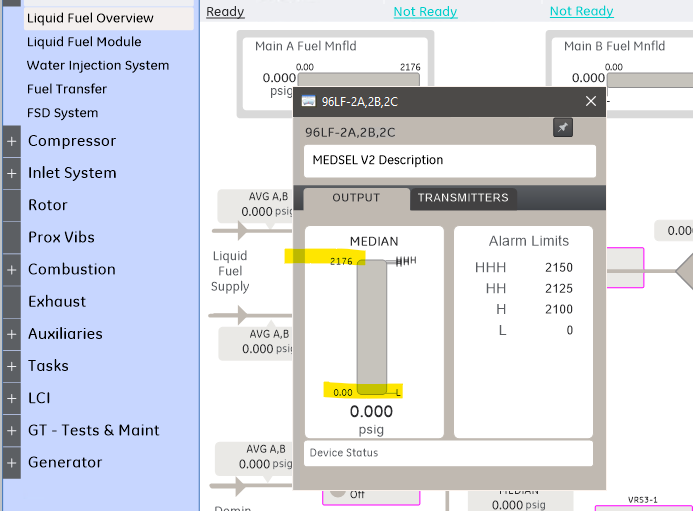 Liquid Fuel Overview
Liquid Fuel Module
Water Injection System
Fuel Transfer
FSD System
+ Compressor
+ Inlet System
Rotor
Prox Vibs
+ Combustion
Exhaust
+ Auxiliaries
+ Tasks
+ LCI
+ GT - Tests & Maint
+ Generator
Ready
Not Ready
Not Ready
Main A Fuel Mnfld
0.00 2176
0.000
psig
Main B Fuel Mnfld
0.00
0.000
96LF-2A,2B,2C
96LF-2A,2B,2C
MEDSEL V2 Description
OUTPUT
TRANSMITTERS
MEDIAN
2176
HHH
0.00
L
0.000
psig
Alarm Limits
HHH 2150
HH 2125
H 2100
L 0
Device Status
AVG A,B
0.000 psig
Liquid
Fuel
Supply
AVG A,B
0.000
AVG A,B
0.000 psig
Off
MEDIAN
0.000 psig
VRS3-1